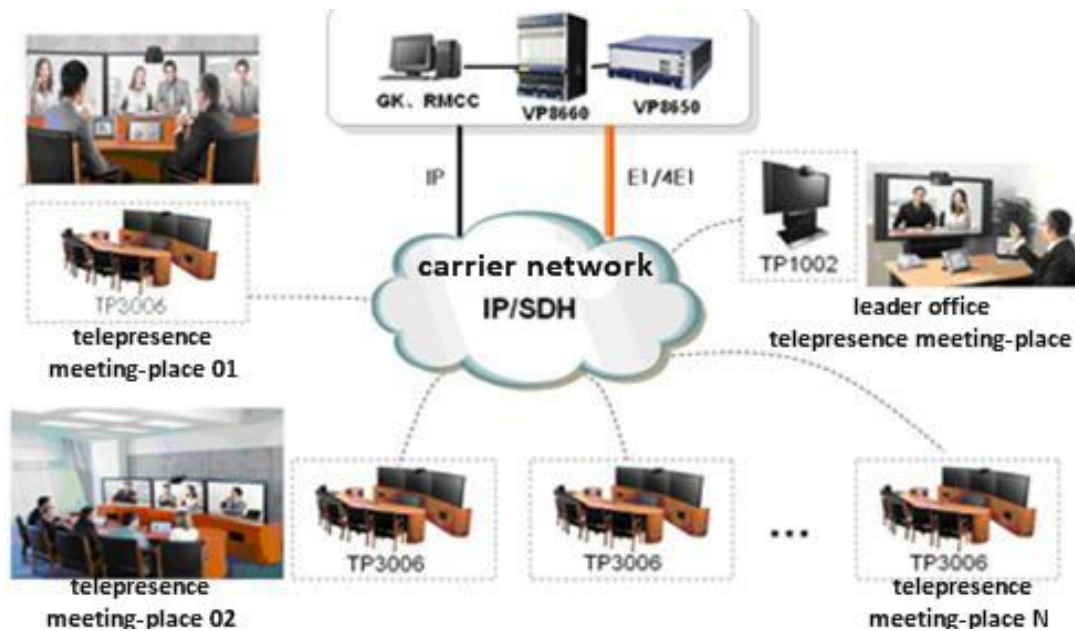 GK、RMCC
VP8660
VP8650
IP
E1/4E1
carrier network
IP/SDH
TP3006
telepresence
meeting-place 01
TP1002
leader office
telepresence meeting-place
telepresence
meeting-place 02
TP3006
TP3006
...
TP3006
telepresence
meeting-place N